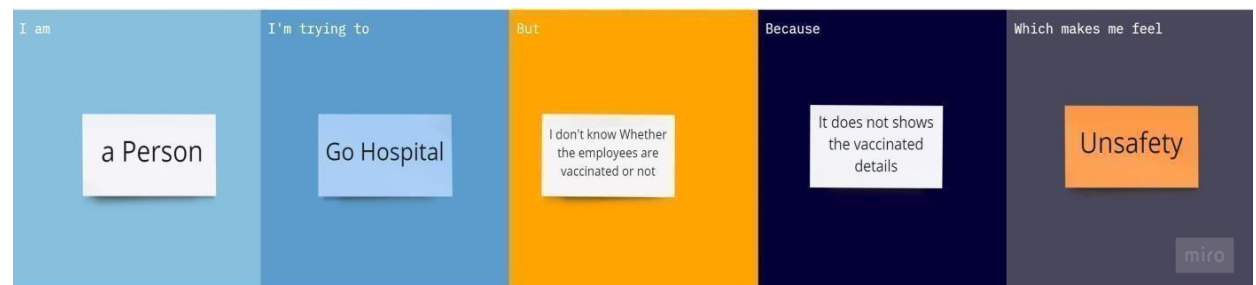 I am
a Person
I'm trying to
Go Hospital
But
I don't know Whether
the employees are
vaccinated or not
Because
It does not shows
the vaccinated
details
Which makes me feel
Unsafety
miro